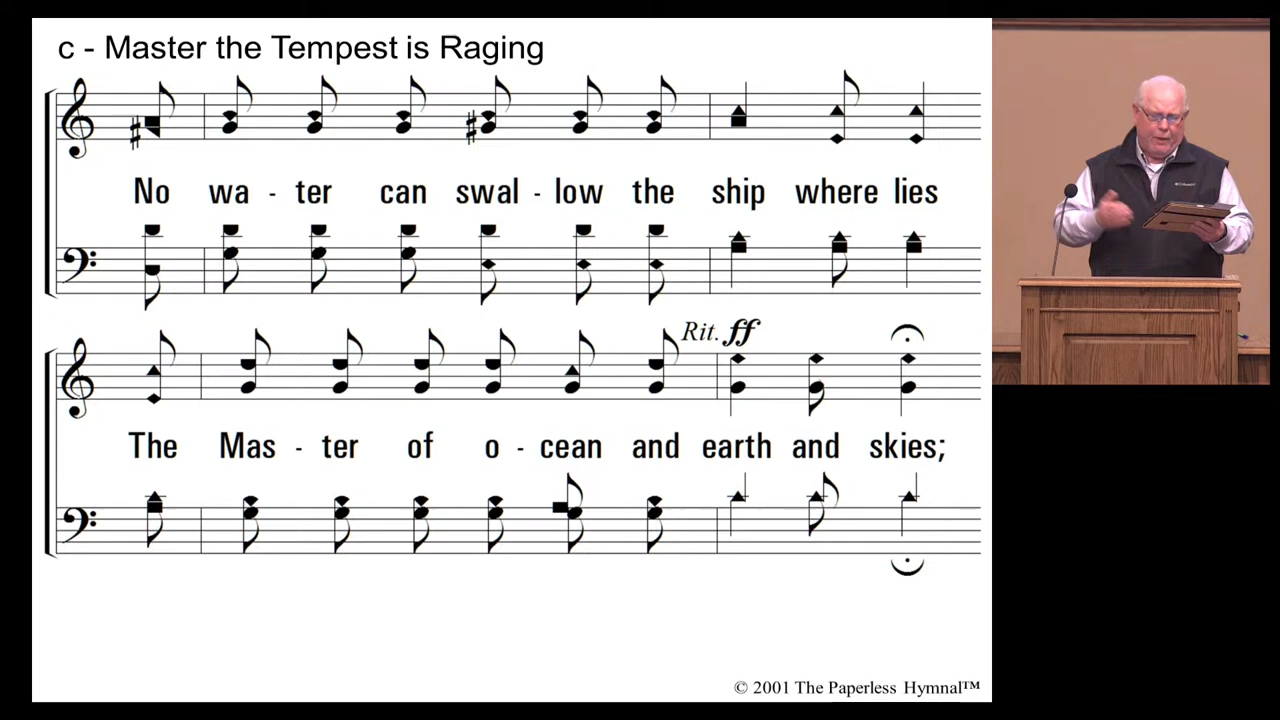 c - Master the Tempest is Raging
No wa - ter can swal - low the ship where lies
Rit. ff
The Mas - ter of o - cean and earth and skies;
© 2001 The Paperless Hymnal™